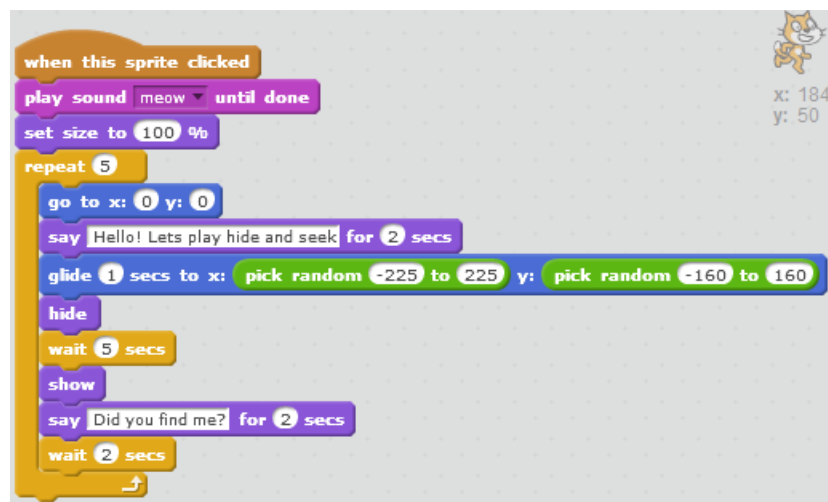 when this sprite clicked
play sound meow until done
x: 184
y: 50
set size to 100 %
repeat 5
go to x: 0 y: 0
say Hello! Lets play hide and seek for 2 secs
glide 1 secs to x: pick random -225 to 225 y: pick random -160 to 160
hide
wait 5 secs
show
say Did you find me? for 2 secs
wait 2 secs